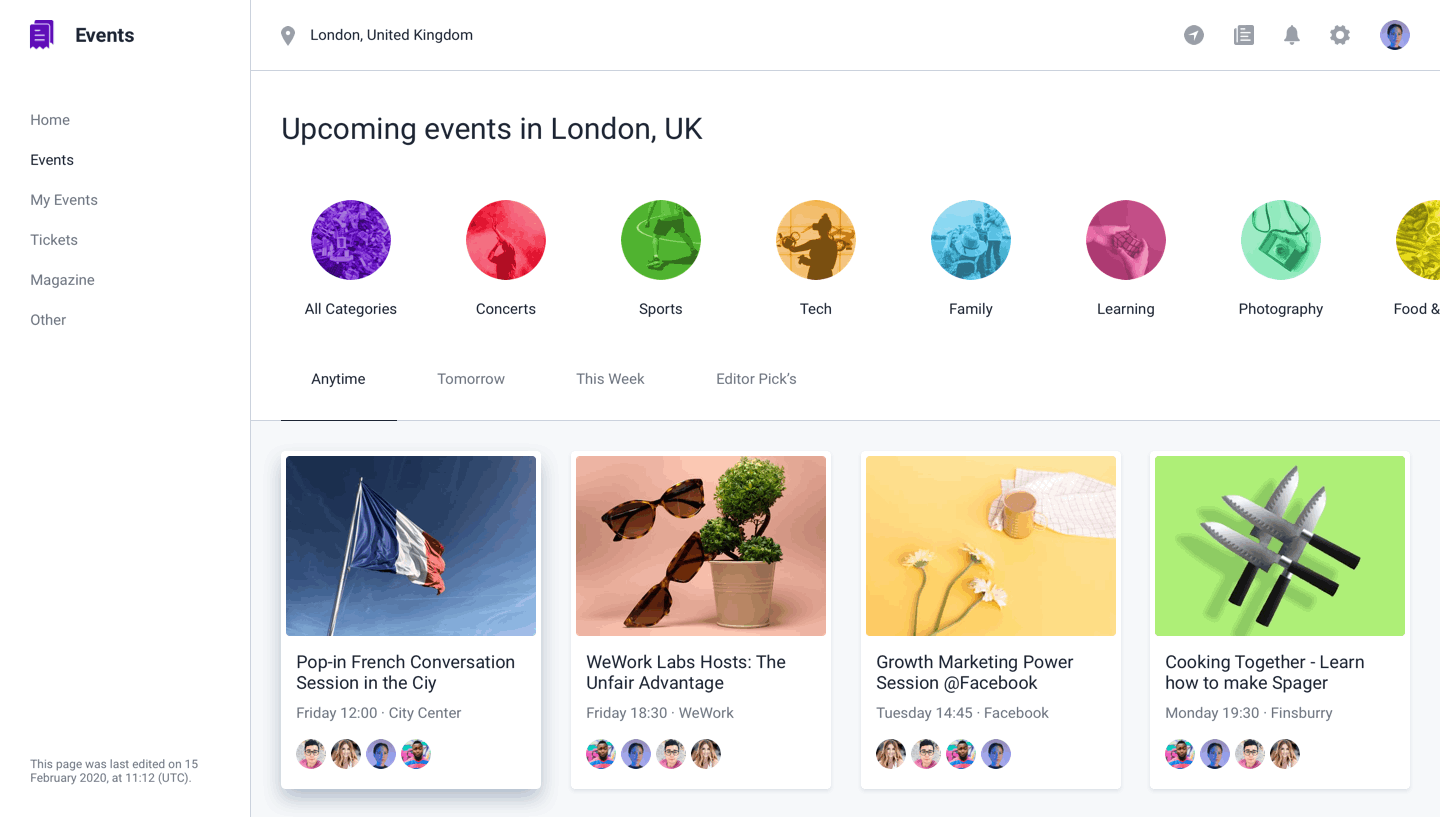 Events
London, United Kingdom
Home
Events
My Events
Tickets
Magazine
Other
This page was last edited on 15
February 2020, at 11:12 (UTC).
Upcoming events in London, UK
All Categories
Concerts
Sports
Tech
Family
Learning
Photography
Food &
Anytime
Tomorrow
This Week
Editor Pick’s
Pop-in French Conversation
Session in the Ciy
Friday 12:00 · City Center
WeWork Labs Hosts: The
Unfair Advantage
Friday 18:30 · WeWork
Growth Marketing Power
Session @Facebook
Tuesday 14:45 · Facebook
Cooking Together - Learn
how to make Spager
Monday 19:30 · Finsburry